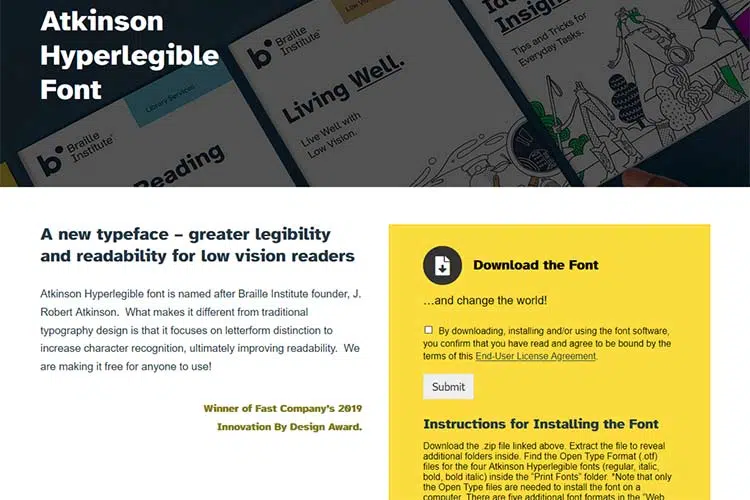 Atkinson
Hyperlegible
Font
Library Services
Braille
Institute
Reading
Braille
Institute
Living Well.
Live Well with
Low Vision.
Insight
Tips and Tricks for
Everyday Tasks.
A new typeface – greater legibility
and readability for low vision readers
Atkinson Hyperlegible font is named after Braille Institute founder, J.
Robert Atkinson.  What makes it different from traditional
typography design is that it focuses on letterform distinction to
increase character recognition, ultimately improving readability.  We
are making it free for anyone to use!
Winner of Fast Company's 2019
Innovation By Design Award.
Download the Font
...and change the world!
By downloading, installing and/or using the font software,
you confirm that you have read and agree to be bound by the
terms of this End-User License Agreement.
Submit
Instructions for Installing the Font
Download the .zip file linked above. Extract the file to reveal
additional folders inside. Find the Open Type Format (.otf)
files for the four Atkinson Hyperlegible fonts (regular, italic,
bold, bold italic) inside the "Print Fonts" folder. *Note that only
the Open Type files are needed to install the font on a
computer. There are five additional font formats in the "Web